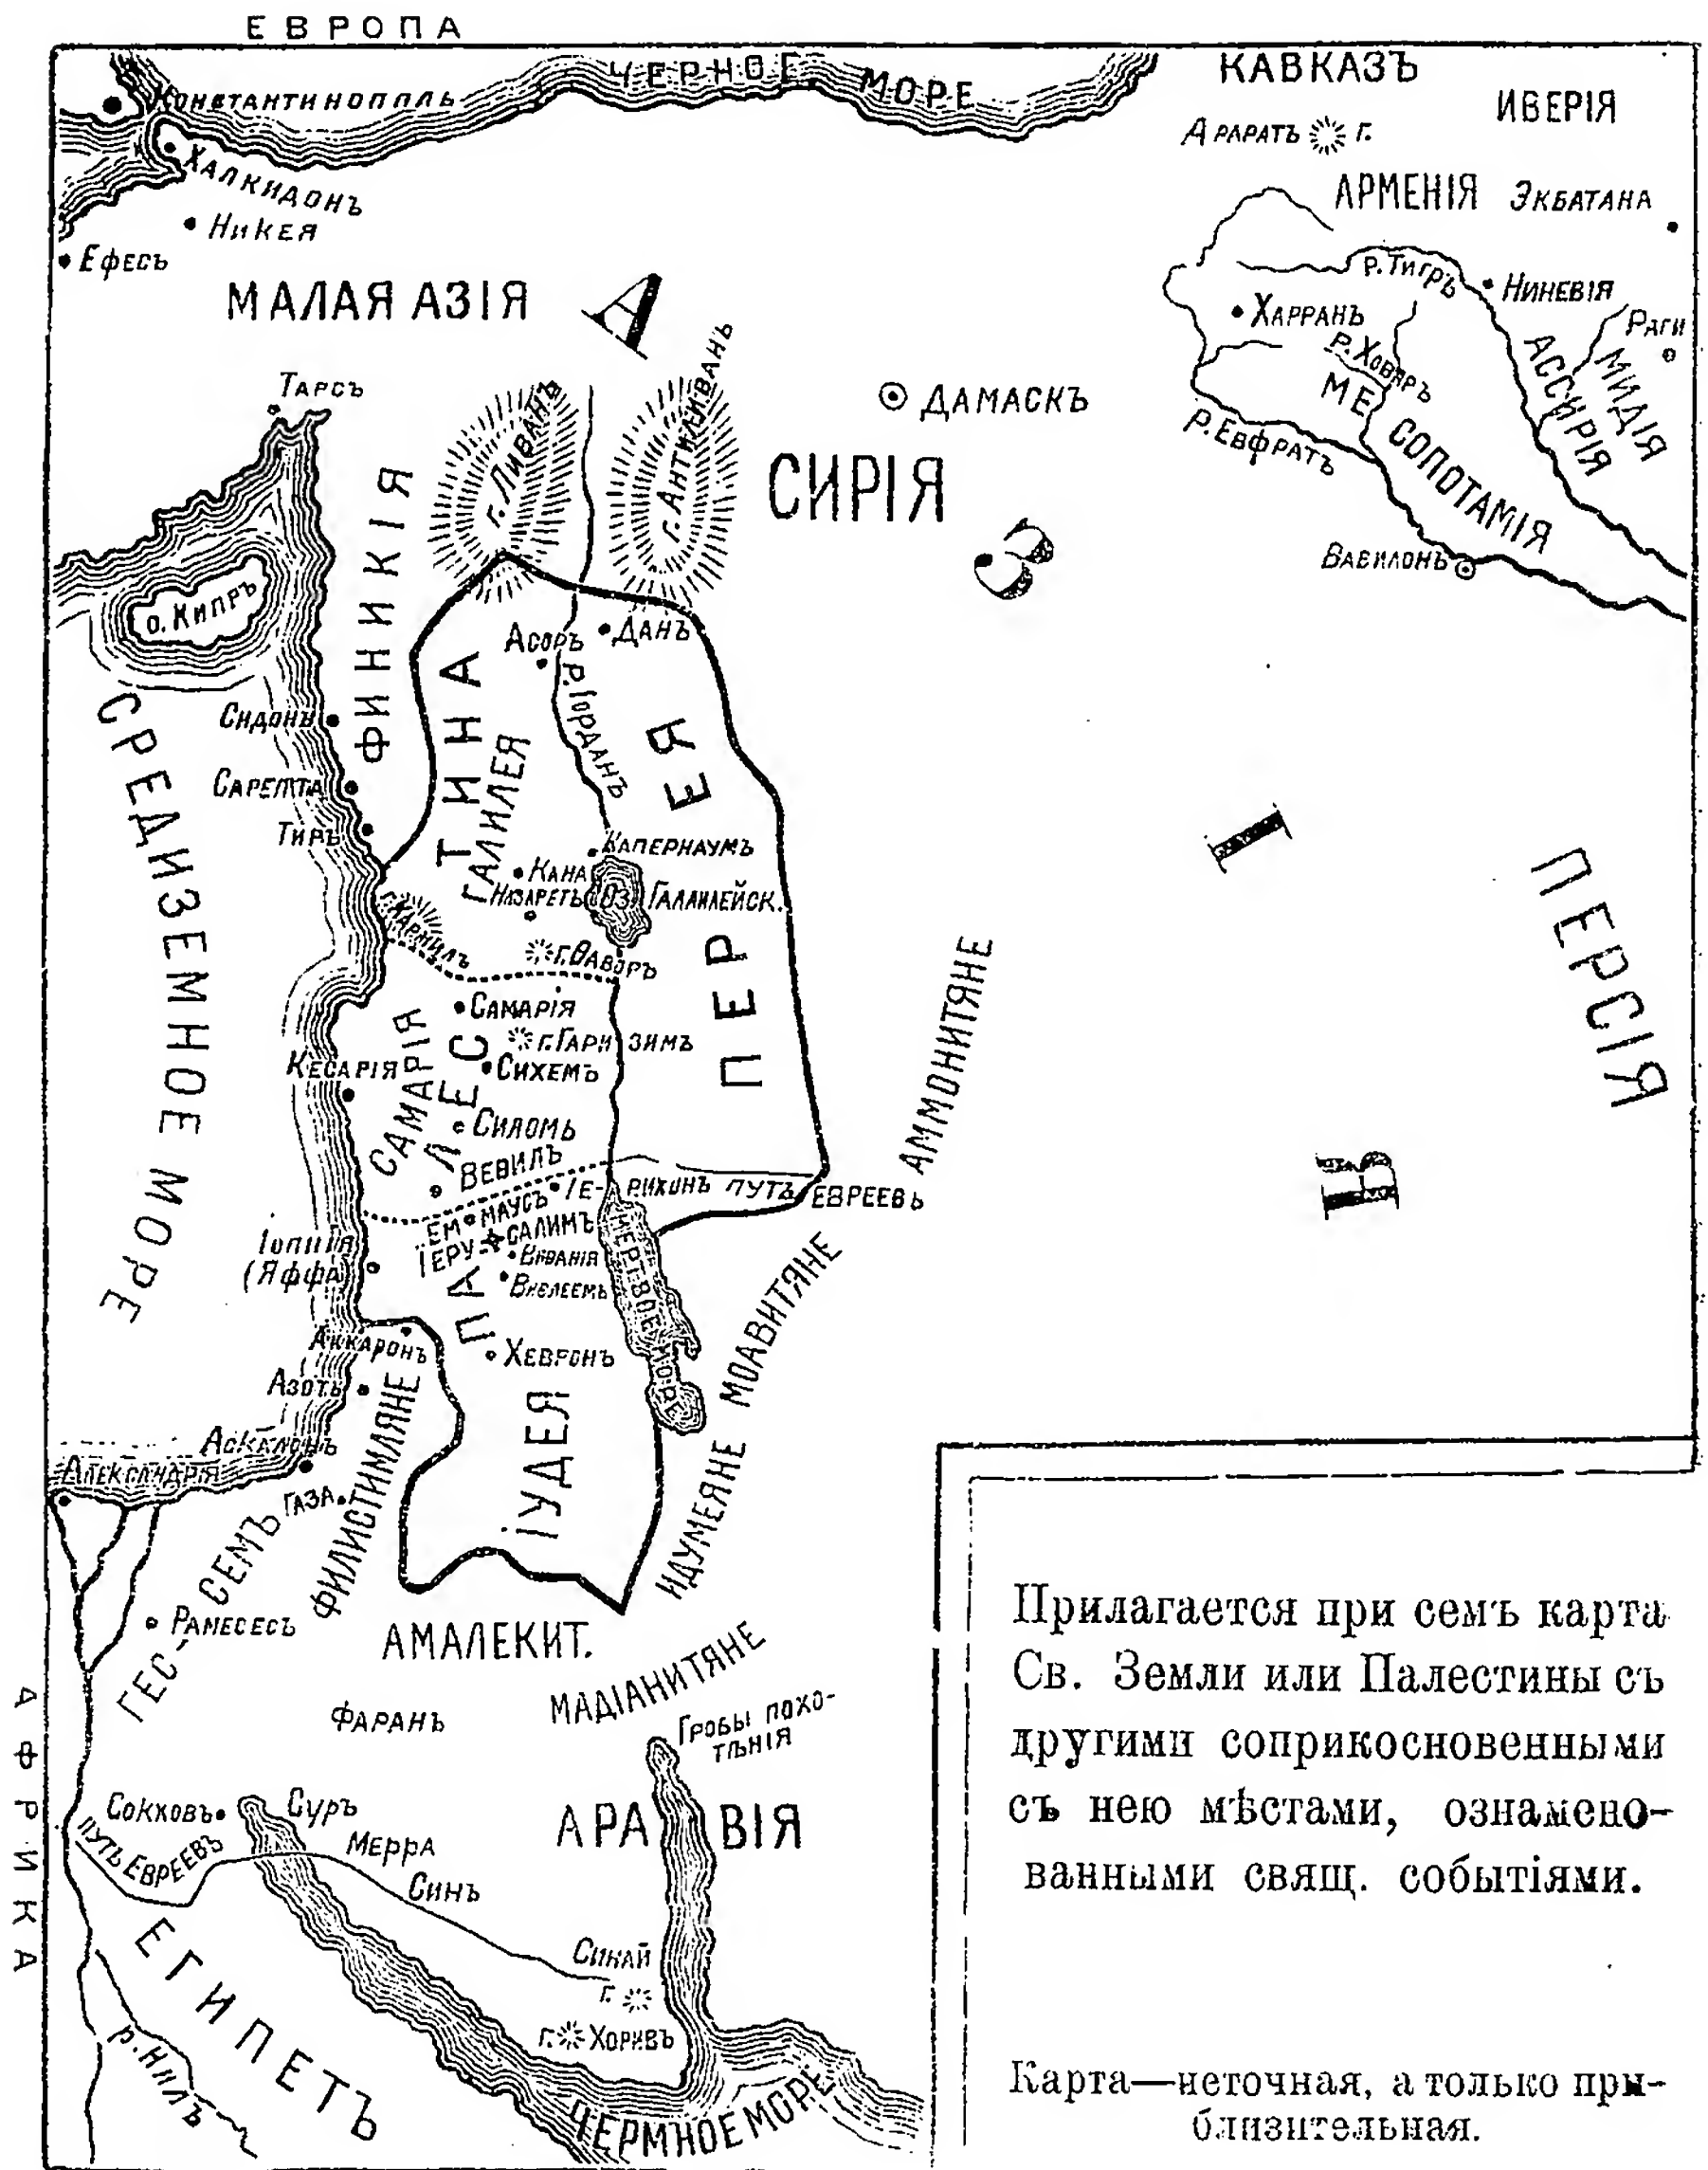 ЕВРОПА
ЧЕРНОЕ МОРЕ
КАВКАЗЪ
ИВЕРІЯ
АРАРАТЪ Г.
КОНСТАНТИНОПОЛЬ
ХАЛКИДОНЪ
НИКЕЯ
ЕФЕСЪ
АРМЕНІЯ
ЭКБАТАНА
МАЛАЯ АЗІЯ
А З І Я
Р. ТИГРЪ
НИНЕВІЯ
ХАРРАНЪ
Р. ХОВАРЪ
РАГИ
АССИРІЯ
МИДІЯ
МЕСОПОТАМІЯ
Р. ЕВФРАТЪ
ВАВИЛОНЪ
ТАРСЪ
Г. ЛИВАНЪ
Г. АНТИЛИВАНЪ
ДАМАСКЪ
СИРІЯ
ФИНИКІЯ
О. КИПРЪ
СРЕДИЗЕМНОЕ МОРЕ
АСОРЪ
ДАНЪ
Р. ІОРДАНЪ
СИДОНЪ
САРЕПТА
ТИРЪ
ПАЛЕСТИНА
ГАЛИЛЕЯ
ПЕРЕЯ
КАПЕРНАУМЪ
КАНА
НАЗАРЕТЪ
ОЗ. ГАЛИЛЕЙСК.
Г. КАРМИЛЪ
Г. ѲАВОРЪ
САМАРІЯ
Г. ГАРИЗИМЪ
СИХЕМЪ
КЕСАРІЯ
САМАРІЯ
СИЛОМЪ
ВЕѲИЛЪ
ІЕРИХОН
ПУТЬ ЕВРЕЕВЪ
ЕММАУСЪ
ІЕРУСАЛИМЪ
ВИѲАНІЯ
ВИѲЛЕЕМЪ
МЕРТВОЕ МОРЕ
ІОППІЯ
(ЯФФА)
АККАРОНЪ
ХЕВРОНЪ
АЗОТЪ
АСКАЛОНЪ
АЛЕКСАНДРІЯ
ГАЗА
ФИЛИСТИМЛЯНЕ
ІУДЕЯ
АММОНИТЯНЕ
МОАВИТЯНЕ
ИДУМЕЯНЕ
ПЕРСІЯ
ГЕС-СЕМЪ
РАМЕСЕСЪ
АМАЛЕКИТ.
МАДІАНИТЯНЕ
ФАРАНЪ
ГРОБЫ ПОХО-
ТѢНІЯ
АФРИКА
СОКХОВЪ
СУРЪ
МЕРРА
СИНЪ
ПУТЬ ЕВРЕЕВЪ
АРАВІЯ
СИНАЙ
Г.
Г. ХОРИВЪ
ЕГИПЕТЪ
Р. НИЛЪ
ЧЕРМНОЕ МОРЕ
Прилагается при семъ карта
Св. Земли или Палестины съ
другими соприкосновенными
съ нею мѣстами, ознамено-
ванными свящ. событіями.
Карта—неточная, а только при-
близительная.